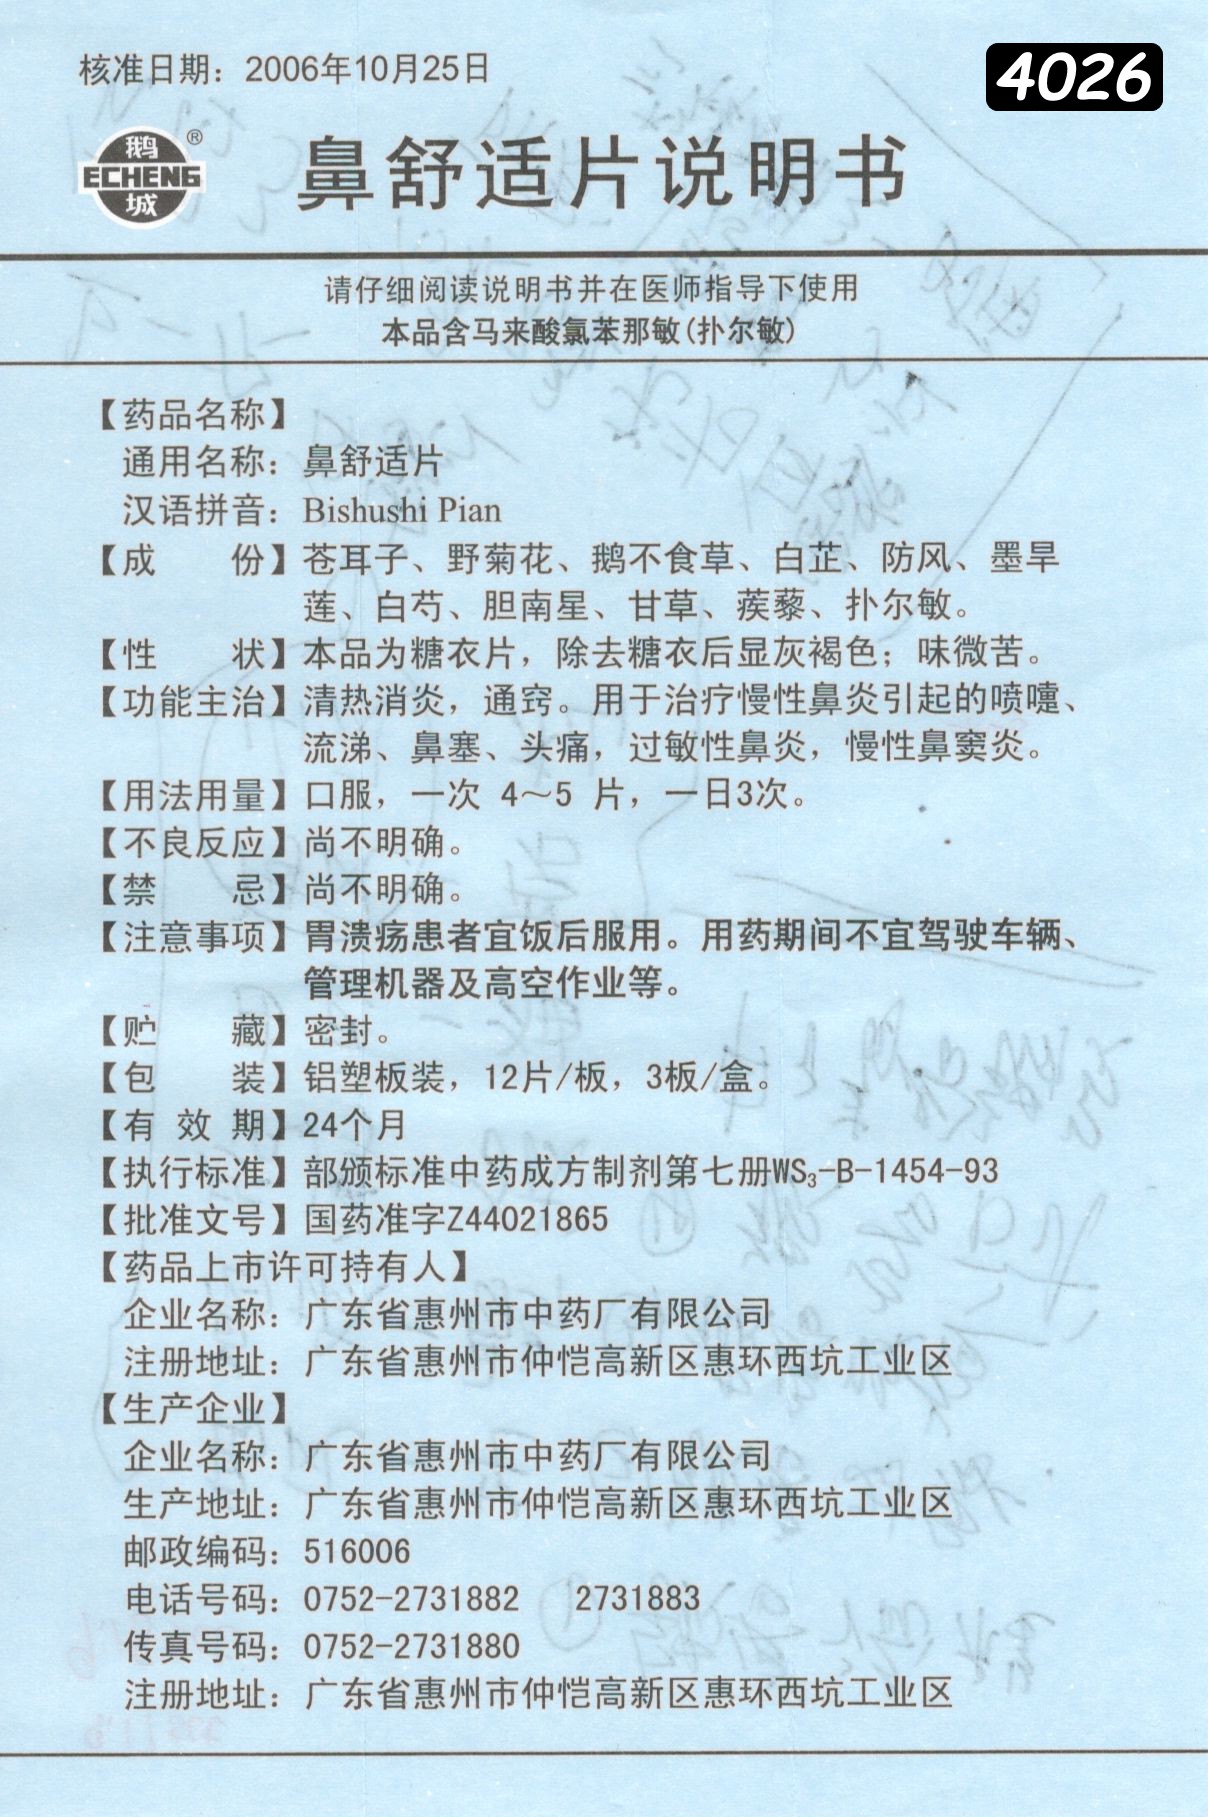 核准日期：2006年10月25日
4026
鹅
ECHENG
城
®
鼻舒适片说明书
请仔细阅读说明书并在医师指导下使用
本品含马来酸氯苯那敏(扑尔敏)
【药品名称】
通用名称：鼻舒适片
汉语拼音：Bishushi Pian
【成 份】苍耳子、野菊花、鹅不食草、白芷、防风、墨旱
莲、白芍、胆南星、甘草、蒺藜、扑尔敏。
【性 状】本品为糖衣片，除去糖衣后显灰褐色；味微苦。
【功能主治】清热消炎，通窍。用于治疗慢性鼻炎引起的喷嚏、
流涕、鼻塞、头痛，过敏性鼻炎，慢性鼻窦炎。
【用法用量】口服，一次 4～5 片，一日3次。
【不良反应】尚不明确。
【禁 忌】尚不明确。
【注意事项】胃溃疡患者宜饭后服用。用药期间不宜驾驶车辆、
管理机器及高空作业等。
【贮 藏】密封。
【包 装】铝塑板装，12片/板，3板/盒。
【有 效 期】24个月
【执行标准】部颁标准中药成方制剂第七册WS₃-B-1454-93
【批准文号】国药准字Z44021865
【药品上市许可持有人】
企业名称：广东省惠州市中药厂有限公司
注册地址：广东省惠州市仲恺高新区惠环西坑工业区
【生产企业】
企业名称：广东省惠州市中药厂有限公司
生产地址：广东省惠州市仲恺高新区惠环西坑工业区
邮政编码：516006
电话号码：0752-2731882 2731883
传真号码：0752-2731880
注册地址：广东省惠州市仲恺高新区惠环西坑工业区